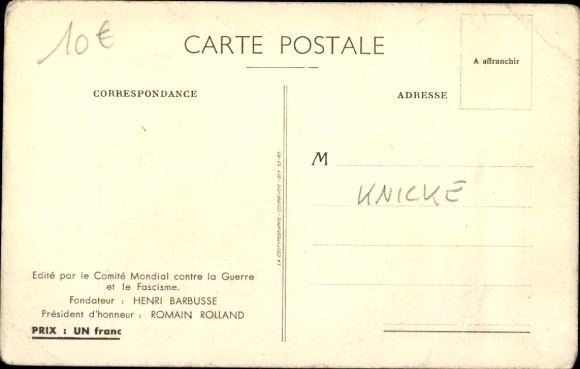 10€
CARTE POSTALE
A affranchir
CORRESPONDANCE
ADRESSE
M
KNICKE
Edité par le Comité Mondial contre la Guerre
et le Fascisme.
Fondateur : HENRI BARBUSSE
Président d'honneur : ROMAIN ROLLAND
PRIX : UN franc